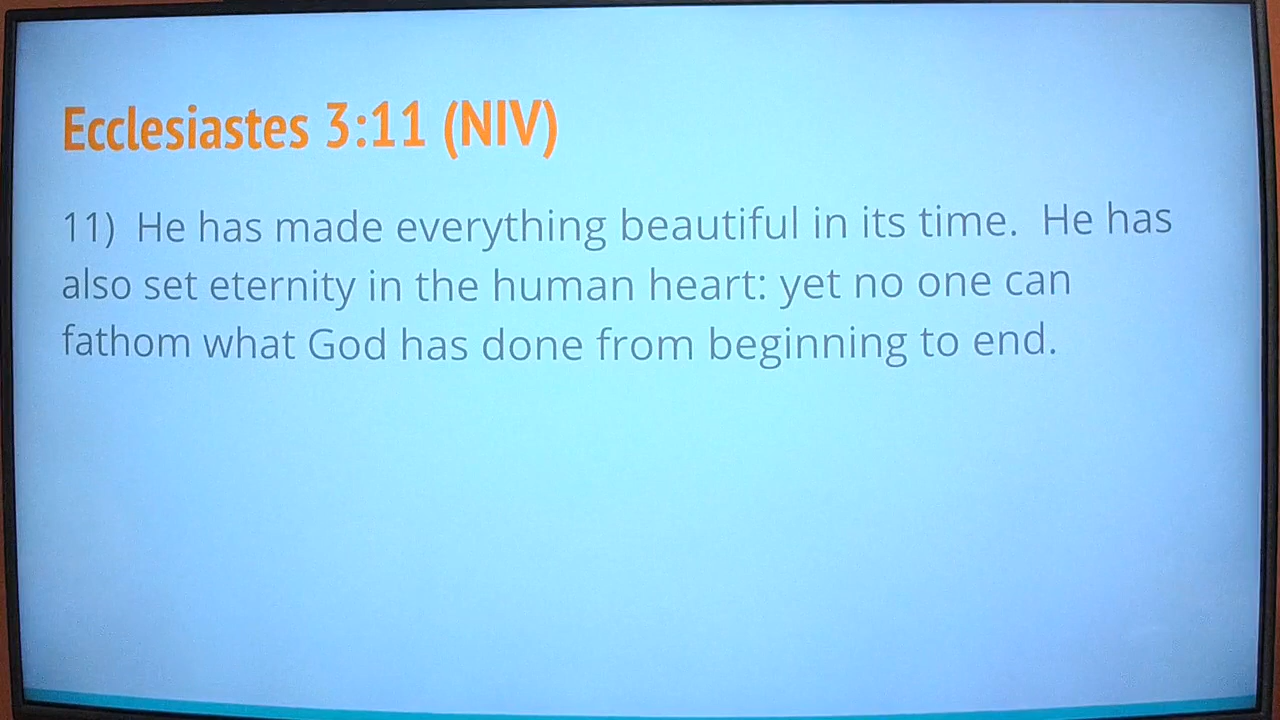 Ecclesiastes 3:11 (NIV)
11) He has made everything beautiful in its time. He has
also set eternity in the human heart: yet no one can
fathom what God has done from beginning to end.